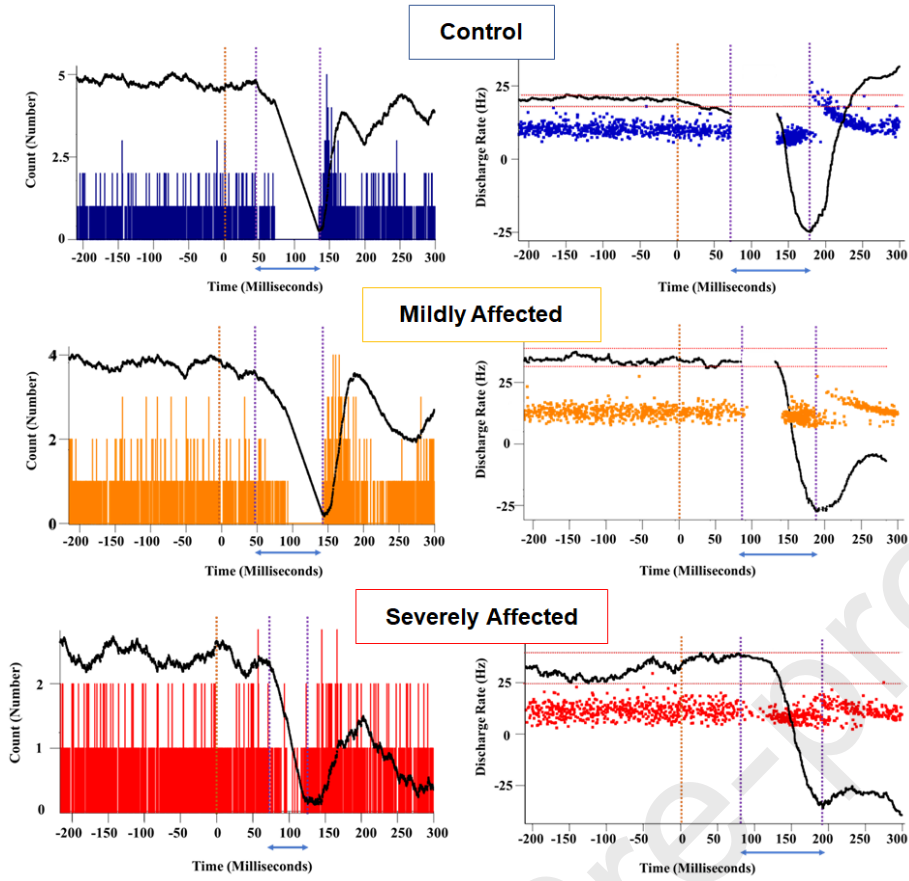 Control
Count (Number)
5
2.5
0
-200 -150 -100 -50 0 50 100 150 200 250 300
Time (Milliseconds)
Discharge Rate (Hz)
25
0
-25
-200 -150 -100 -50 0 50 100 150 200 250 300
Time (Milliseconds)
Mildly Affected
Count (Number)
4
2
0
-200 -150 -100 -50 0 50 100 150 200 250 300
Time (Milliseconds)
Discharge Rate (Hz)
25
0
-25
-200 -150 -100 -50 0 50 100 150 200 250 300
Time (Milliseconds)
Severely Affected
Count (Number)
2
1
0
-200 -150 -100 -50 0 50 100 150 200 250 300
Time (Milliseconds)
Discharge Rate (Hz)
25
0
-25
-200 -150 -100 -50 0 50 100 150 200 250 300
Time (Milliseconds)
re-pro